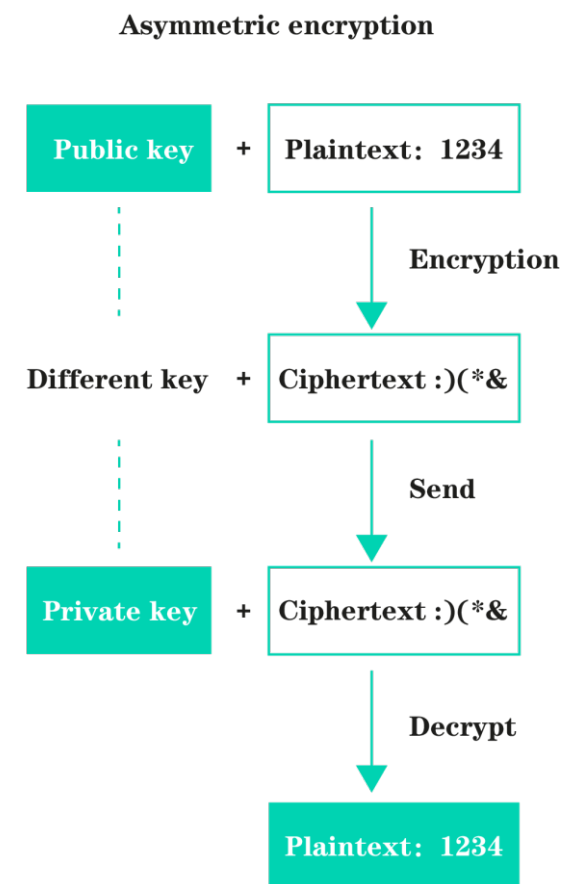 Asymmetric encryption
Public key + Plaintext: 1234
Encryption
Different key + Ciphertext :)(*&
Send
Private key + Ciphertext :)(*&
Decrypt
Plaintext: 1234